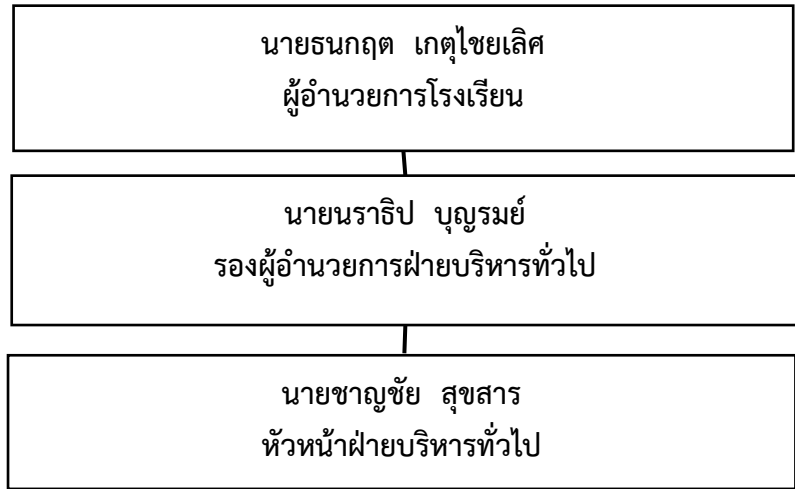 นายธนกฤต เกตุไชยเลิศ
ผู้อำนวยการโรงเรียน
นายนราธิป บุญรมย์
รองผู้อำนวยการฝ่ายบริหารทั่วไป
นายชาญชัย สุขสาร
หัวหน้าฝ่ายบริหารทั่วไป